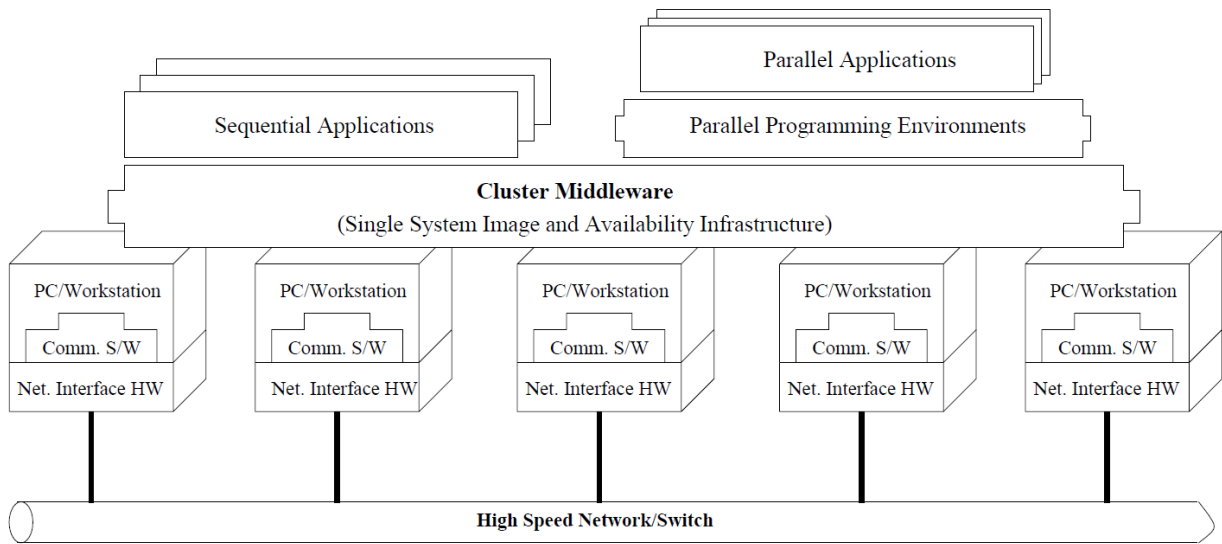 Parallel Applications
Sequential Applications
Parallel Programming Environments
Cluster Middleware
(Single System Image and Availability Infrastructure)
PC/Workstation
PC/Workstation
PC/Workstation
PC/Workstation
PC/Workstation
Comm. S/W
Comm. S/W
Comm. S/W
Comm. S/W
Comm. S/W
Net. Interface HW
Net. Interface HW
Net. Interface HW
Net. Interface HW
Net. Interface HW
High Speed Network/Switch